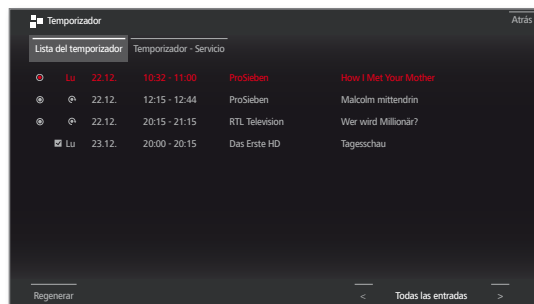 Temporizador Atrás
Lista del temporizador Temporizador - Servicio
Lu 22.12. 10:32 - 11:00 ProSieben How I Met Your Mother
22.12. 12:15 - 12:44 ProSieben Malcolm mittendrin
22.12. 20:15 - 21:15 RTL Television Wer wird Millionär?
Lu 23.12. 20:00 - 20:15 Das Erste HD Tagesschau
Regenerar < Todas las entradas >